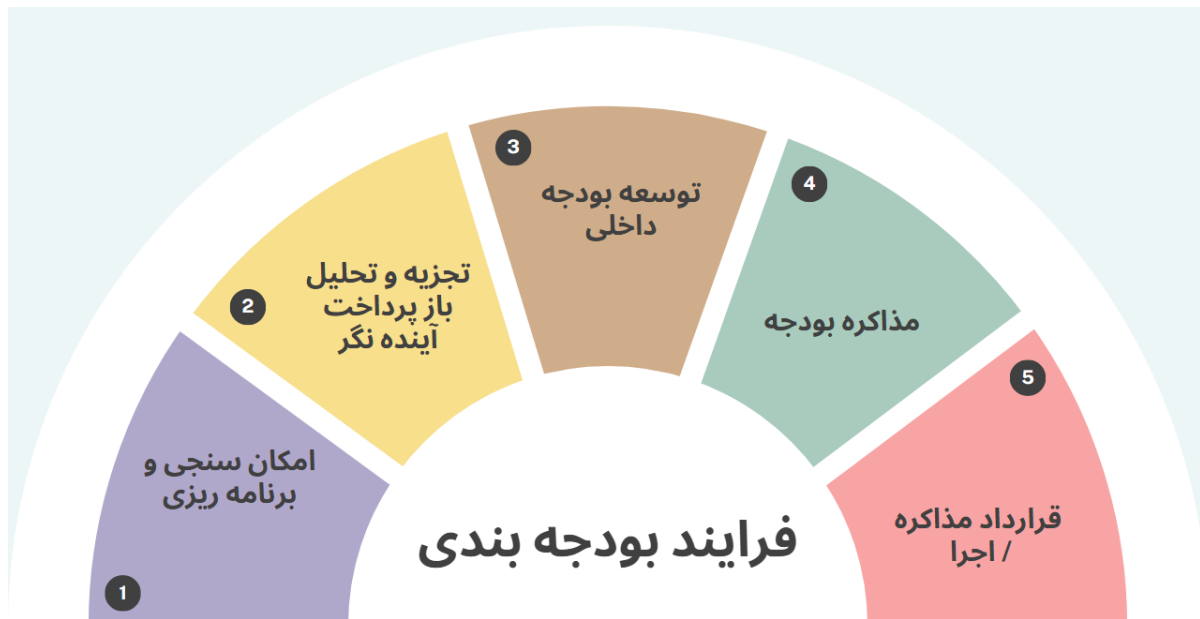 1
امکان سنجی و
برنامه ریزی
2
تجزیه و تحلیل
باز پرداخت
آینده نگر
3
توسعه بودجه
داخلی
4
مذاکره بودجه
5
قرارداد مذاکره
/ اجرا
فرایند بودجه بندی